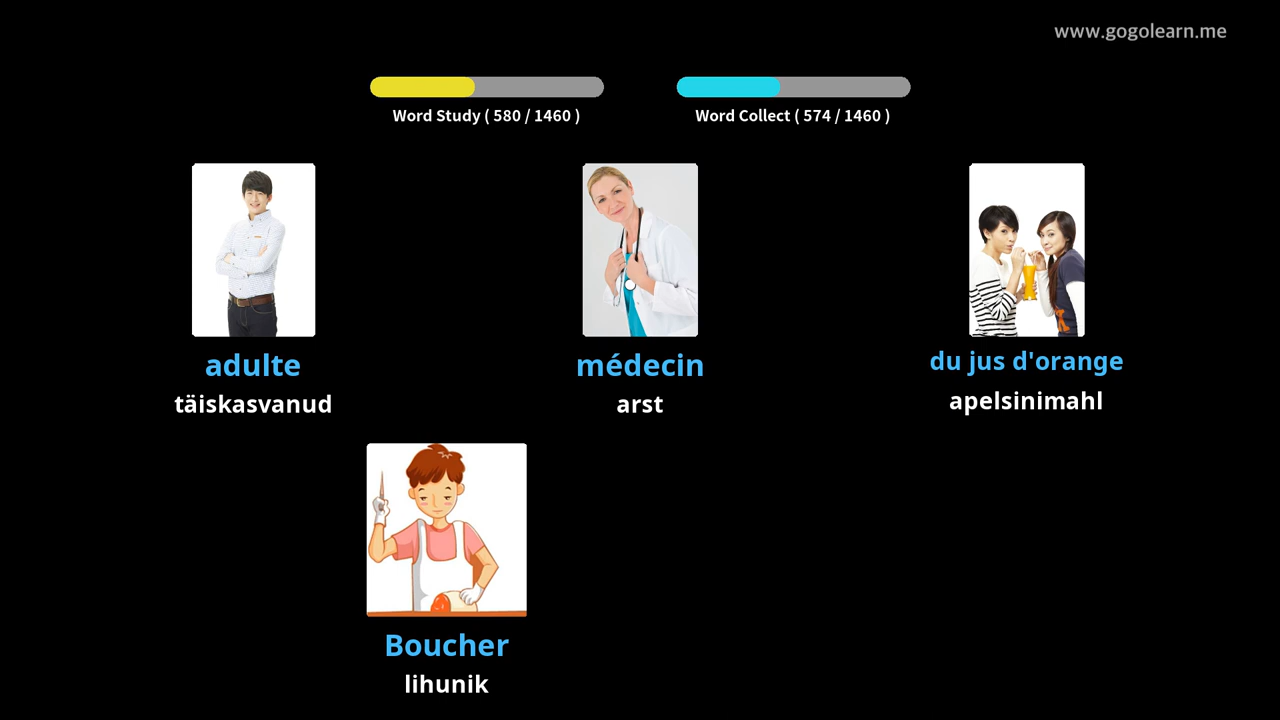 www.gogolearn.me
Word Study ( 580 / 1460 )
Word Collect ( 574 / 1460 )
adulte
täiskasvanud
médecin
arst
du jus d'orange
apelsinimahl
Boucher
lihunik